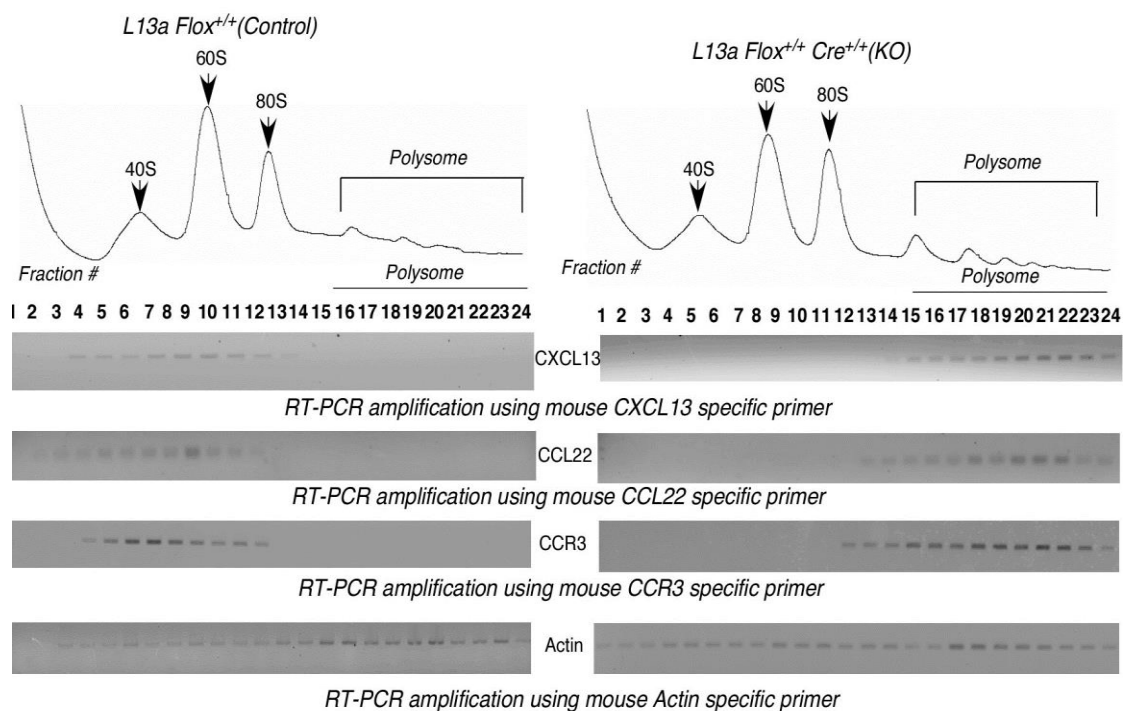 L13a Flox+/+(Control)
60S
80S
40S
Polysome
Fraction #
Polysome
L13a Flox+/+ Cre+/+(KO)
60S
80S
40S
Polysome
Fraction #
Polysome
1 2 3 4 5 6 7 8 9 10 11 12 13 14 15 16 17 18 19 20 21 22 23 24
1 2 3 4 5 6 7 8 9 10 11 12 13 14 15 16 17 18 19 20 21 22 23 24
CXCL13
RT-PCR amplification using mouse CXCL13 specific primer
CCL22
RT-PCR amplification using mouse CCL22 specific primer
CCR3
RT-PCR amplification using mouse CCR3 specific primer
Actin
RT-PCR amplification using mouse Actin specific primer